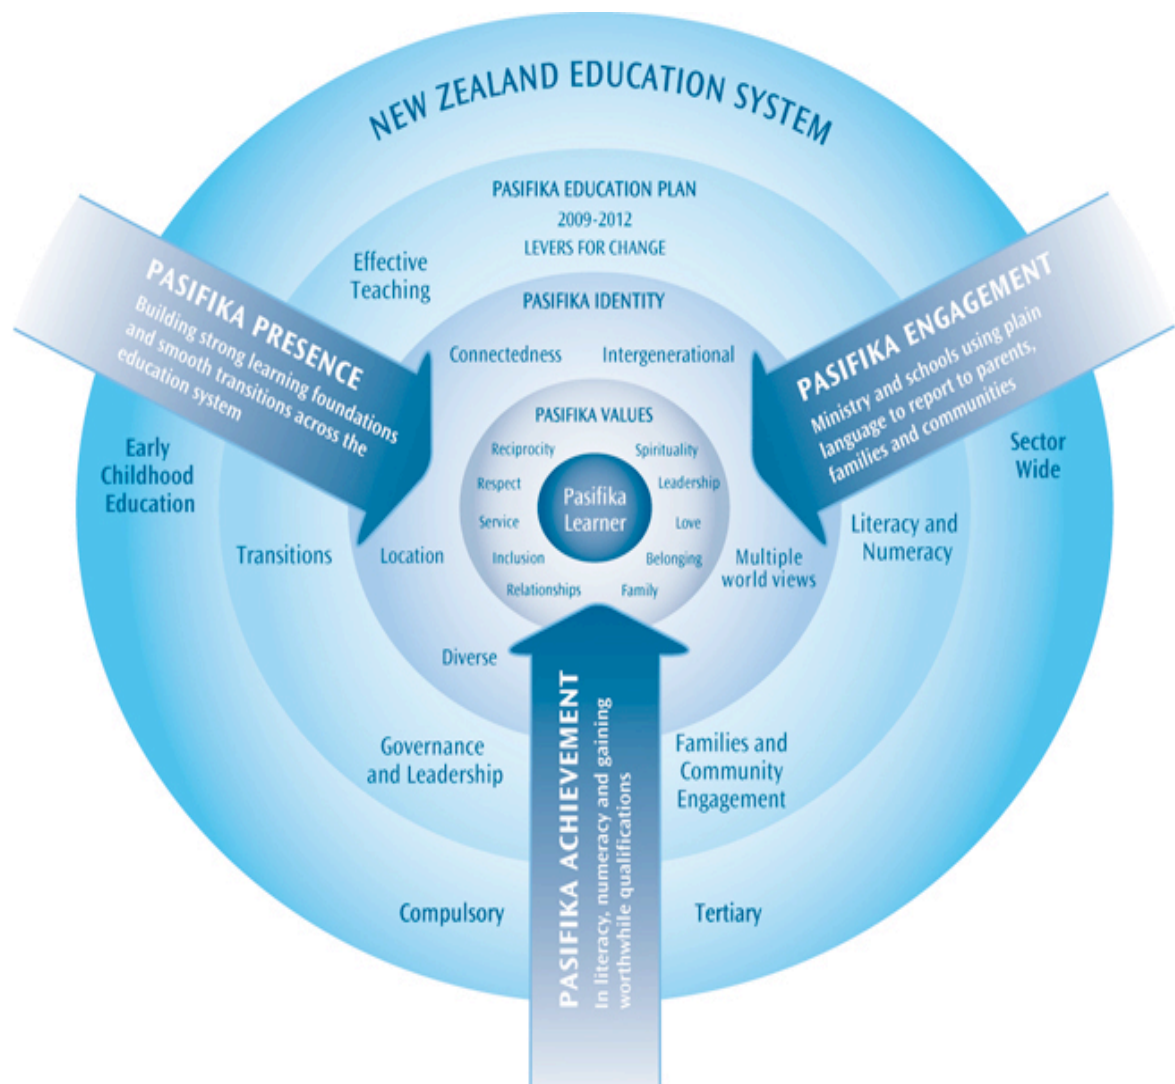 NEW ZEALAND EDUCATION SYSTEM
PASIFIKA EDUCATION PLAN
2009-2012
LEVERS FOR CHANGE
Effective
Teaching
PASIFIKA PRESENCE
Building strong learning foundations
and smooth transitions across the
education system
PASIFIKA ENGAGEMENT
Ministry and schools using plain
language to report to parents,
families and communities
PASIFIKA IDENTITY
Connectedness
Intergenerational
PASIFIKA VALUES
Reciprocity
Spirituality
Respect
Leadership
Service
Love
Inclusion
Belonging
Relationships
Family
Pasifika
Learner
Early
Childhood
Education
Sector
Wide
Transitions
Location
Multiple
world views
Literacy and
Numeracy
Diverse
Governance
and Leadership
Families and
Community
Engagement
PASIFIKA ACHIEVEMENT
In literacy, numeracy and gaining
worthwhile qualifications
Compulsory
Tertiary